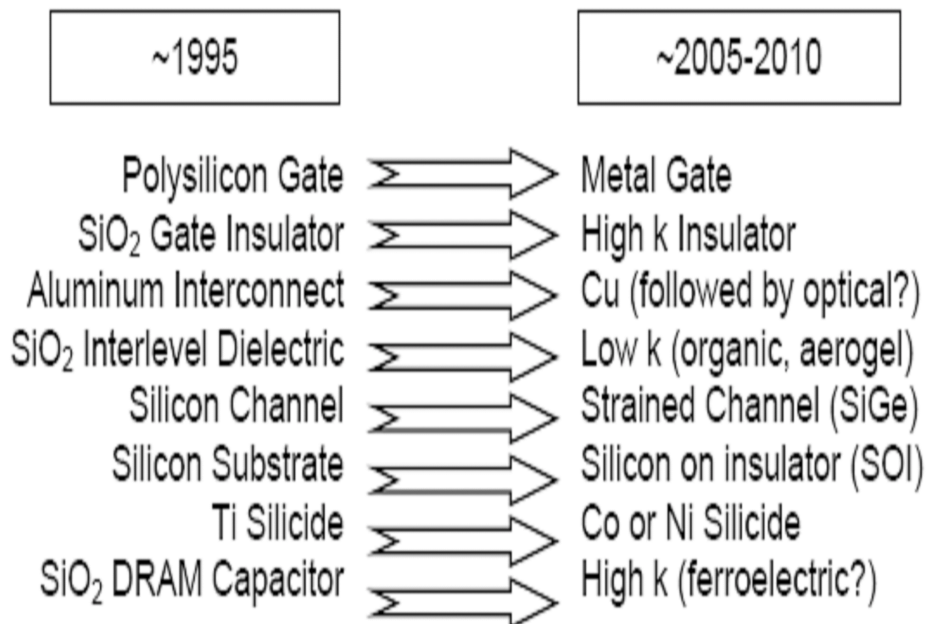 ~1995 ~2005-2010
Polysilicon Gate Metal Gate
SiO₂ Gate Insulator High k Insulator
Aluminum Interconnect Cu (followed by optical?)
SiO₂ Interlevel Dielectric Low k (organic, aerogel)
Silicon Channel Strained Channel (SiGe)
Silicon Substrate Silicon on insulator (SOI)
Ti Silicide Co or Ni Silicide
SiO₂ DRAM Capacitor High k (ferroelectric?)